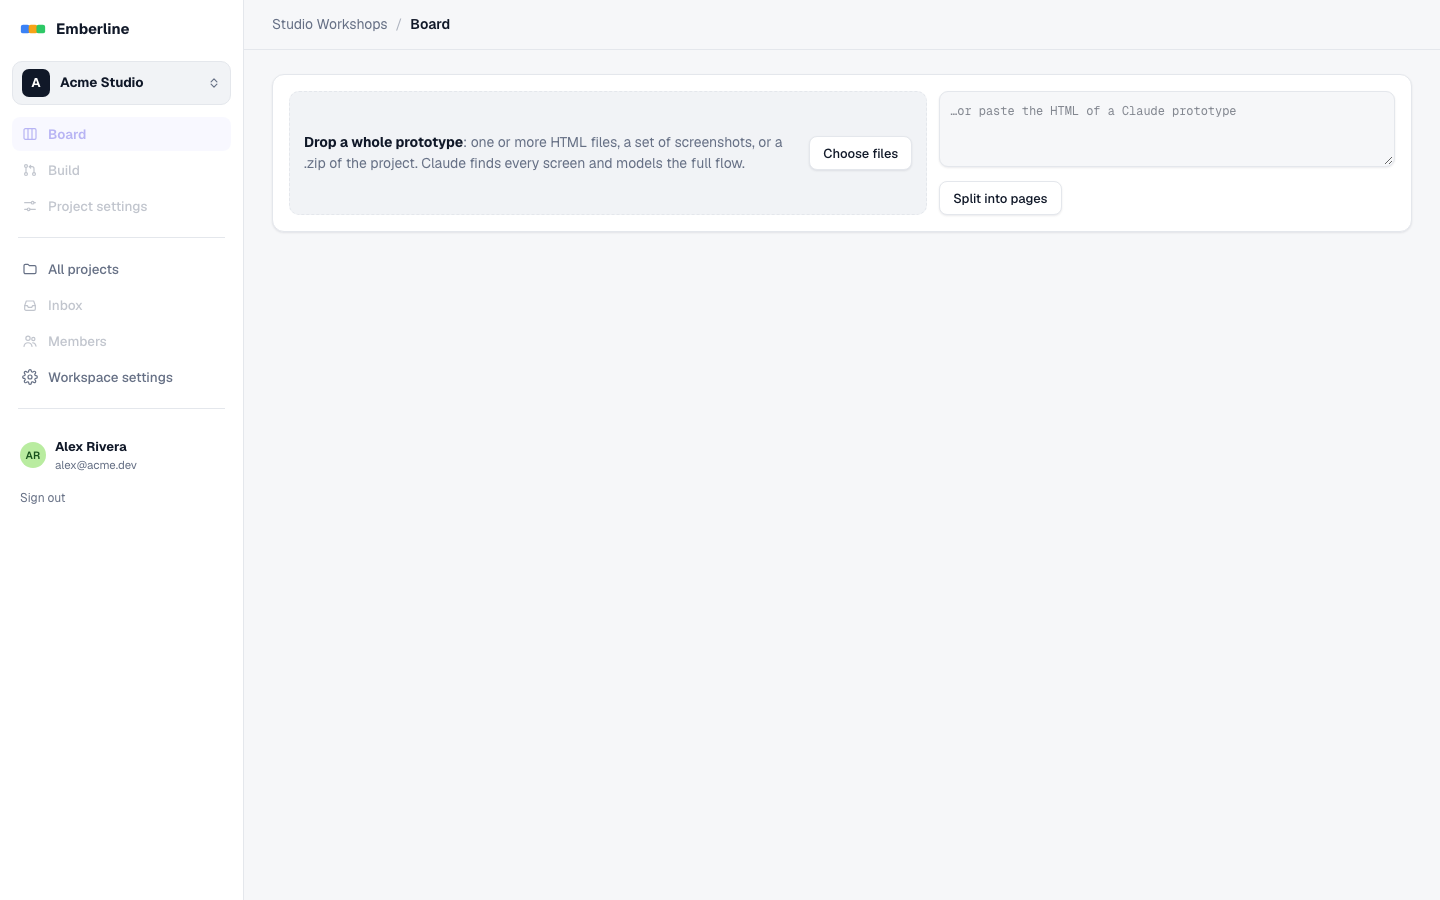 Emberline
A
Acme Studio
Board
Build
Project settings
All projects
Inbox
Members
Workspace settings
AR
Alex Rivera
alex@acme.dev
Sign out
Studio Workshops / Board
Drop a whole prototype: one or more HTML files, a set of screenshots, or a
.zip of the project. Claude finds every screen and models the full flow.
Choose files
…or paste the HTML of a Claude prototype
Split into pages